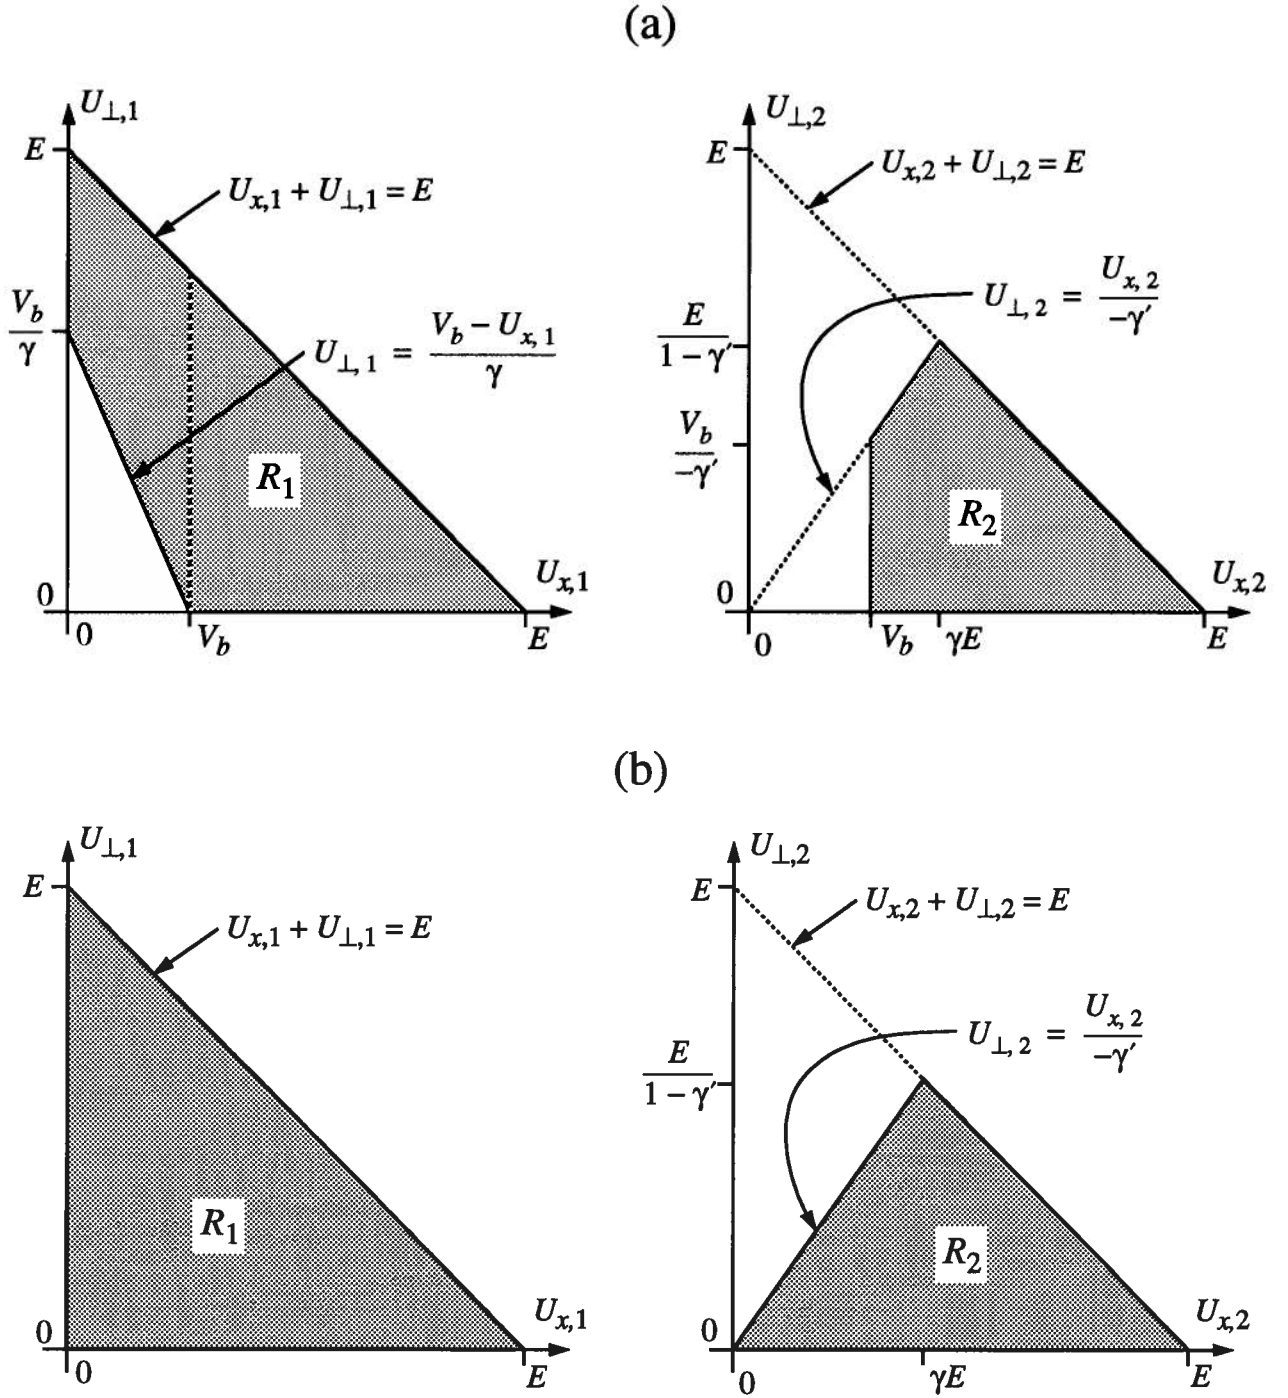 (a)
U⊥,1
E
Ux,1 + U⊥,1 = E
Vb
γ
U⊥,1 = Vb − Ux,1
γ
R1
Ux,1
0
0
Vb
E
U⊥,2
E
Ux,2 + U⊥,2 = E
U⊥,2 = Ux,2
−γ′
E
1 − γ′
Vb
−γ′
R2
Ux,2
0
0
Vb
γE
E
(b)
U⊥,1
E
Ux,1 + U⊥,1 = E
R1
Ux,1
0
0
E
U⊥,2
E
Ux,2 + U⊥,2 = E
U⊥,2 = Ux,2
−γ′
E
1 − γ′
R2
Ux,2
0
0
γE
E